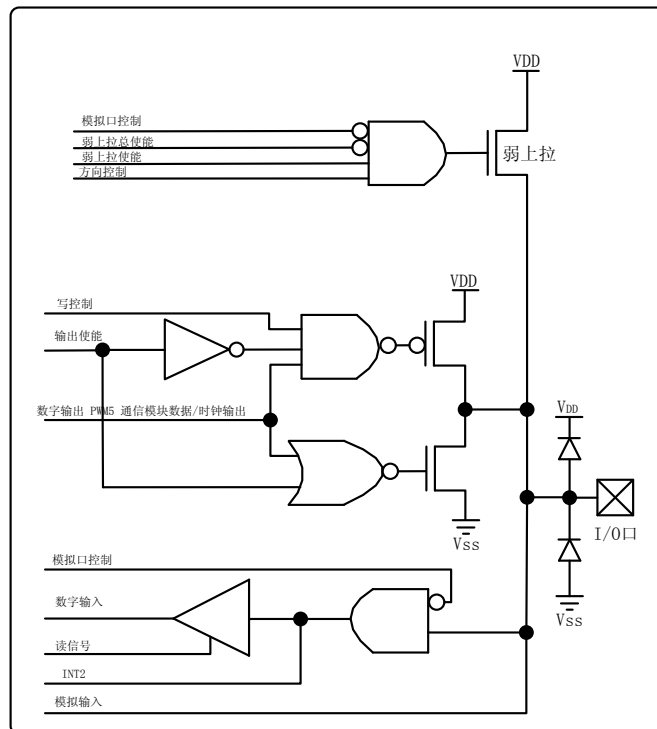 VDD
模拟口控制
弱上拉总使能
弱上拉使能
方向控制
弱上拉
VDD
写控制
输出使能
数字输出 PWM5 通信模块数据/时钟输出
VDD
I/O口
Vss
Vss
模拟口控制
数字输入
读信号
INT2
模拟输入